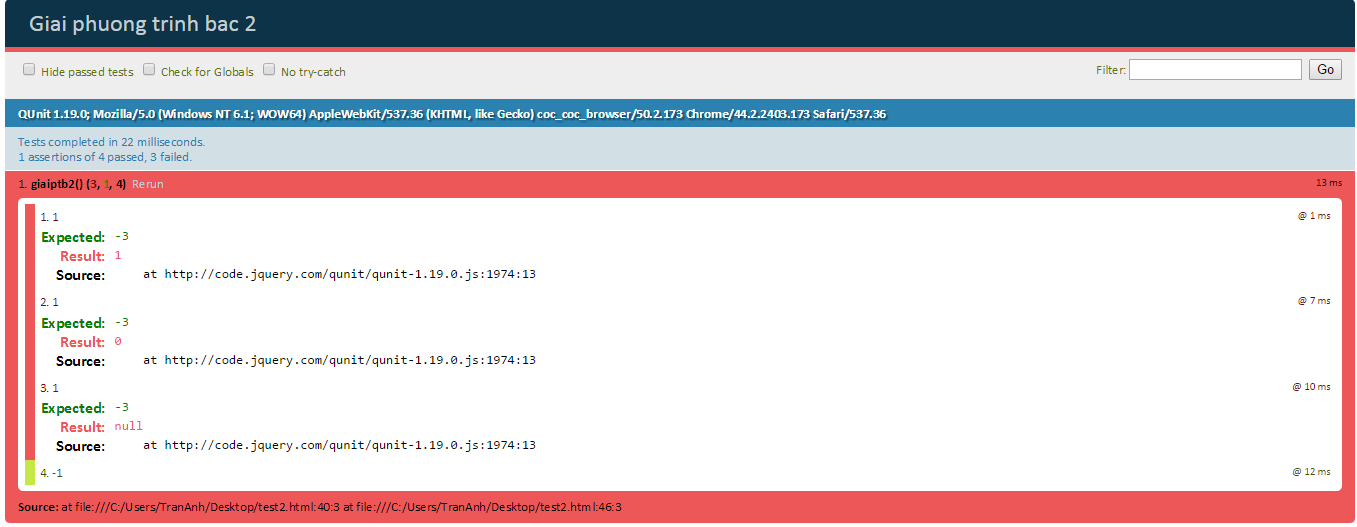 Giai phuong trinh bac 2
Hide passed tests Check for Globals No try-catch Filter: Go
QUnit 1.19.0; Mozilla/5.0 (Windows NT 6.1; WOW64) AppleWebKit/537.36 (KHTML, like Gecko) coc_coc_browser/50.2.173 Chrome/44.2.2403.173 Safari/537.36
Tests completed in 22 milliseconds.
1 assertions of 4 passed, 3 failed.
1. giaiptb2() (3, 1, 4) Rerun 13 ms
1. 1 @ 1 ms
Expected: -3
Result: 1
Source: at http://code.jquery.com/qunit/qunit-1.19.0.js:1974:13
2. 1 @ 7 ms
Expected: -3
Result: 0
Source: at http://code.jquery.com/qunit/qunit-1.19.0.js:1974:13
3. 1 @ 10 ms
Expected: -3
Result: null
Source: at http://code.jquery.com/qunit/qunit-1.19.0.js:1974:13
4. -1 @ 12 ms
Source: at file:///C:/Users/TranAnh/Desktop/test2.html:40:3 at file:///C:/Users/TranAnh/Desktop/test2.html:46:3